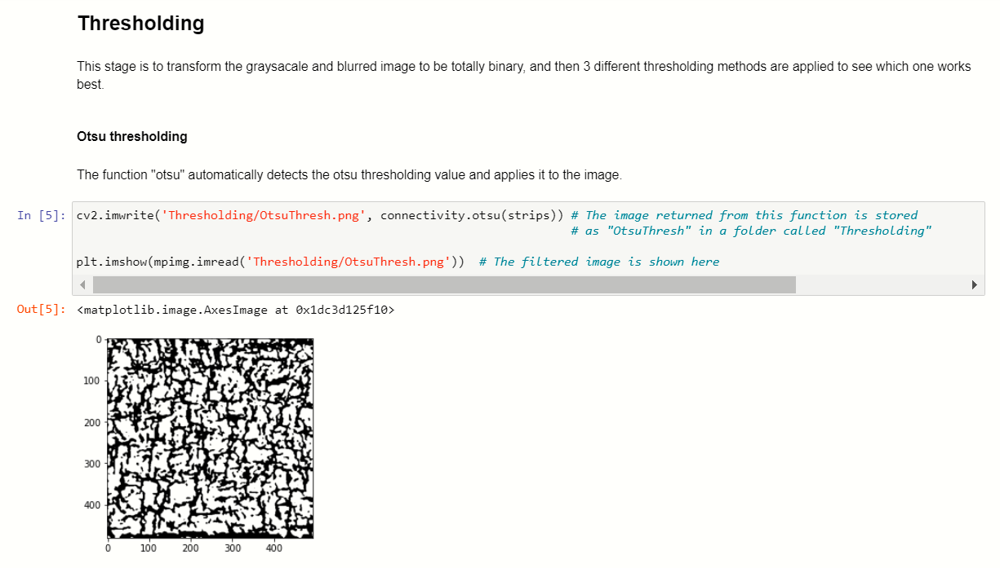 Thresholding
This stage is to transform the graysacale and blurred image to be totally binary, and then 3 different thresholding methods are applied to see which one works
best.
Otsu thresholding
The function "otsu" automatically detects the otsu thresholding value and applies it to the image.
In [5]: cv2.imwrite('Thresholding/OtsuThresh.png', connectivity.otsu(strips)) # The image returned from this function is stored
# as "OtsuThresh" in a folder called "Thresholding"
plt.imshow(mpimg.imread('Thresholding/OtsuThresh.png')) # The filtered image is shown here
Out[5]: <matplotlib.image.AxesImage at 0x1dc3d125f10>
0
100
200
300
400
0 100 200 300 400